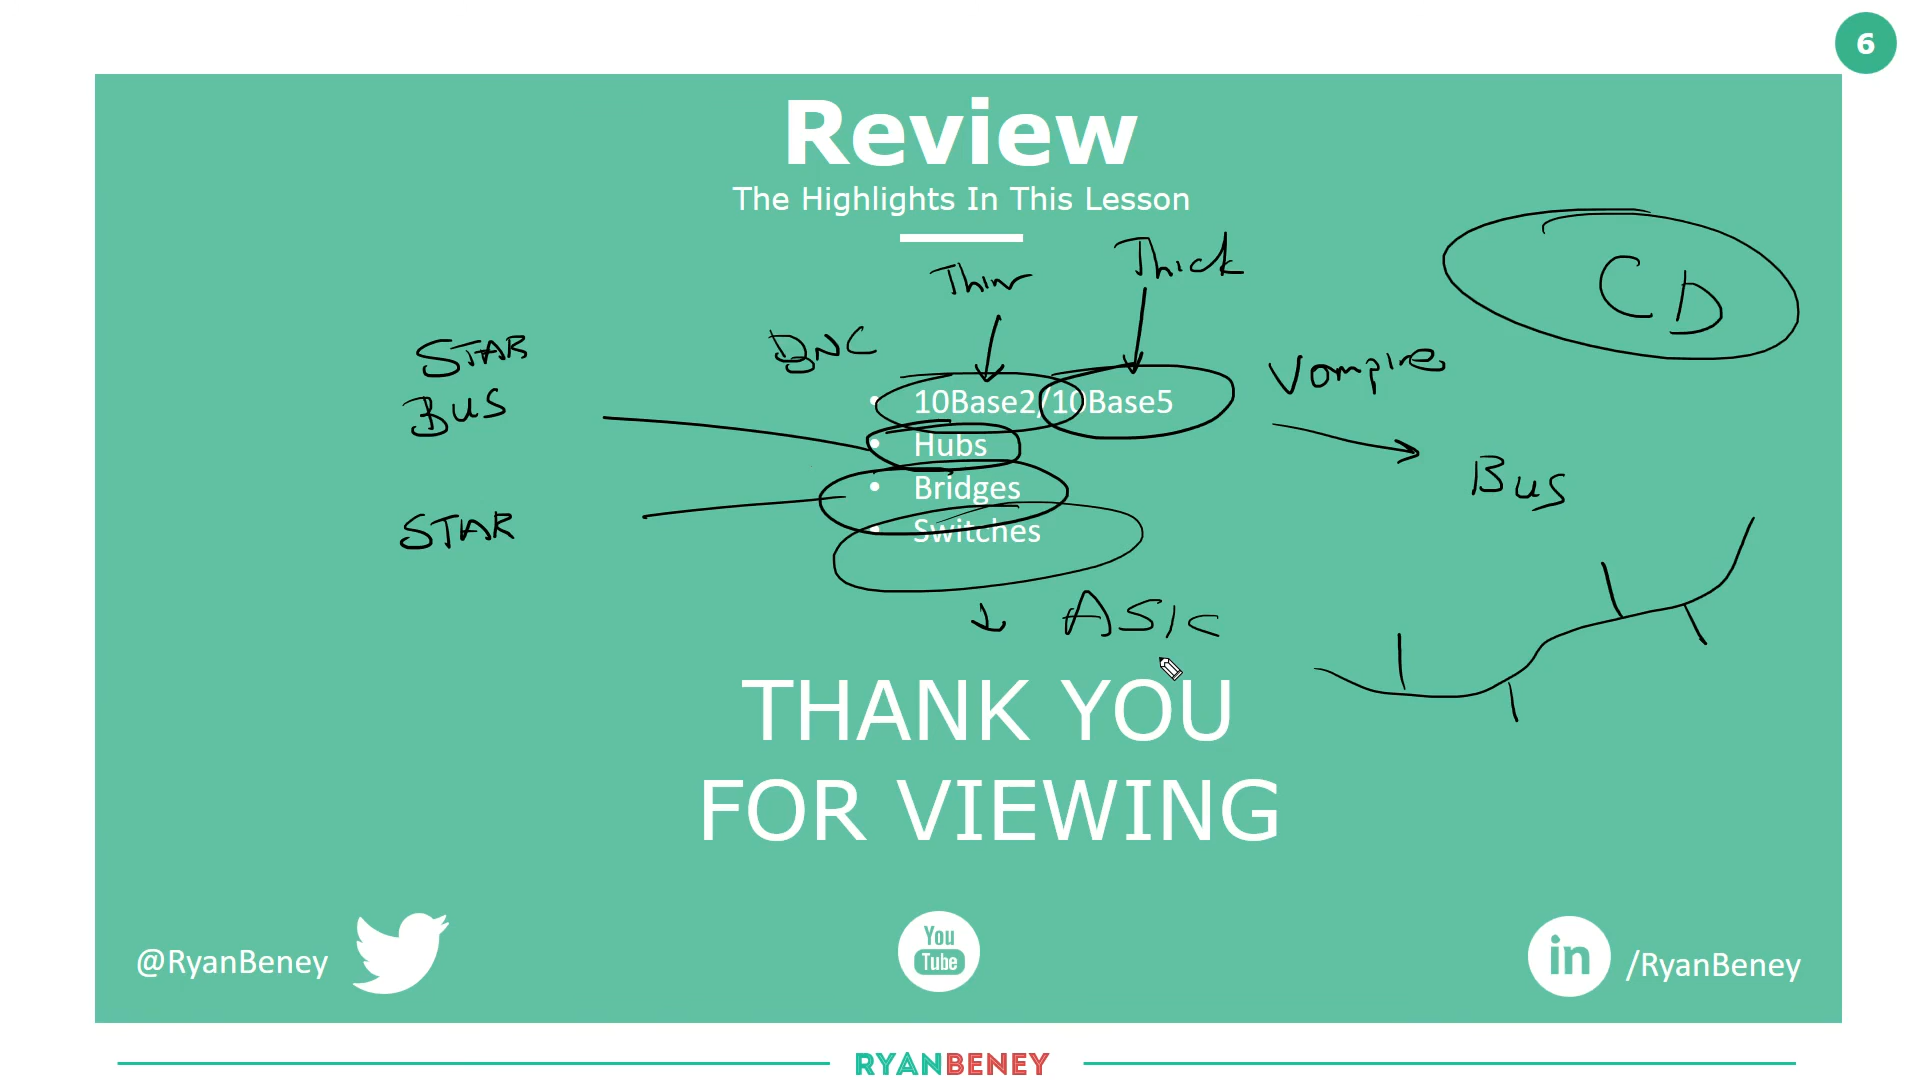 6
Review
The Highlights In This Lesson
Thin
Thick
CD
STAR
BNC
Vampire
BUS
• 10Base2/10Base5
• Hubs
Bus
• Bridges
STAR
• Switches
ASIC
THANK YOU
FOR VIEWING
@RyanBeney
You
Tube
in
/RyanBeney
RYANBENEY